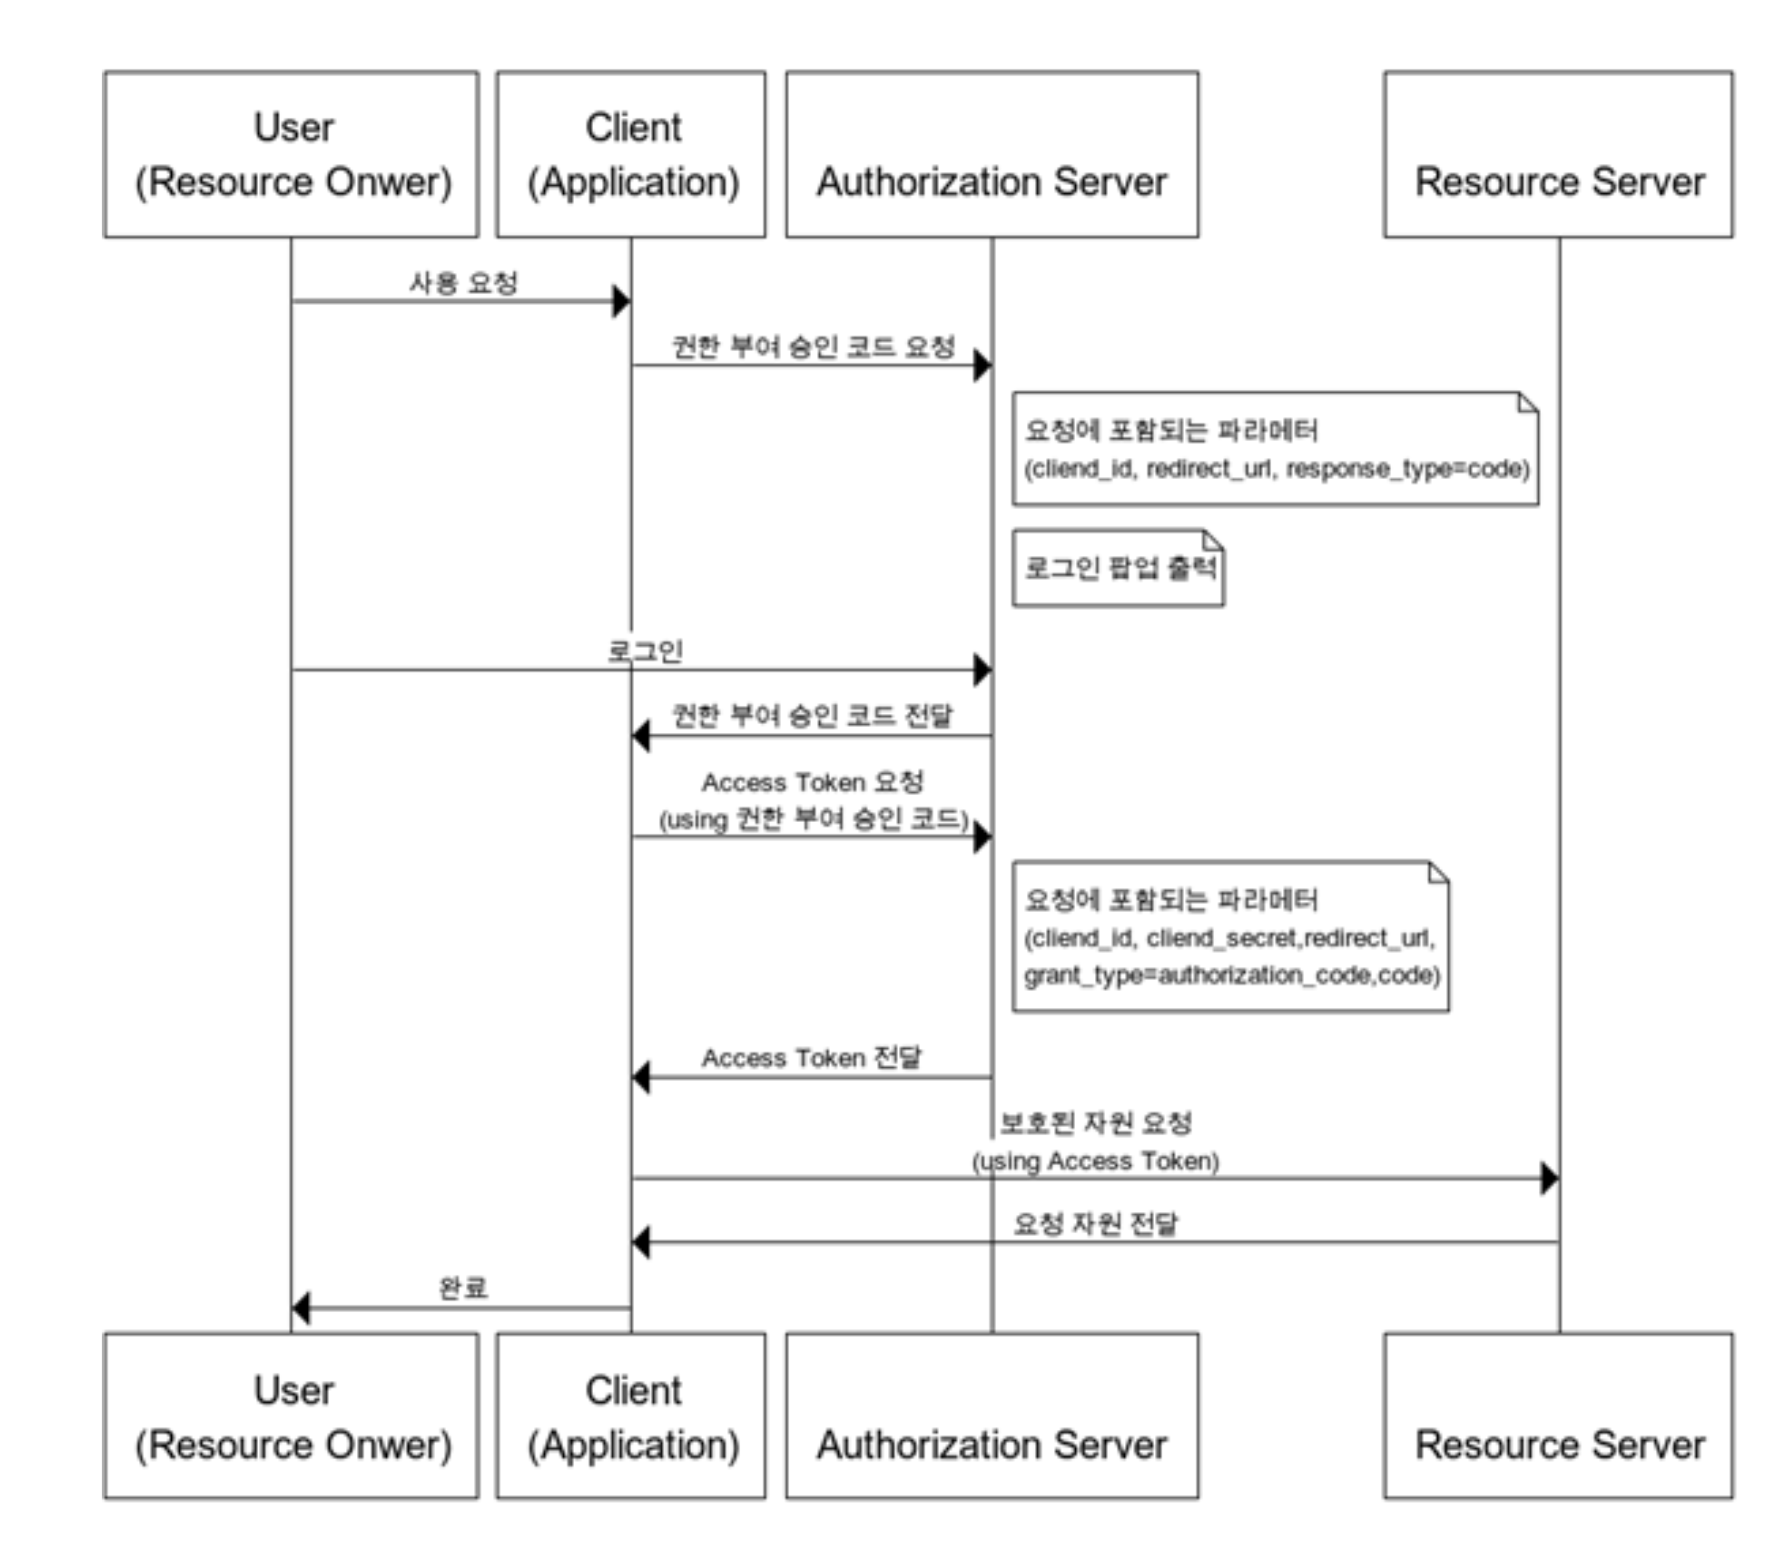 User
(Resource Onwer)
Client
(Application)
Authorization Server
Resource Server
사용 요청
권한 부여 승인 코드 요청
요청에 포함되는 파라메터
(cliend_id, redirect_url, response_type=code)
로그인 팝업 출력
로그인
권한 부여 승인 코드 전달
Access Token 요청
(using 권한 부여 승인 코드)
요청에 포함되는 파라메터
(cliend_id, cliend_secret,redirect_url,
grant_type=authorization_code,code)
Access Token 전달
보호된 자원 요청
(using Access Token)
요청 자원 전달
완료
User
(Resource Onwer)
Client
(Application)
Authorization Server
Resource Server